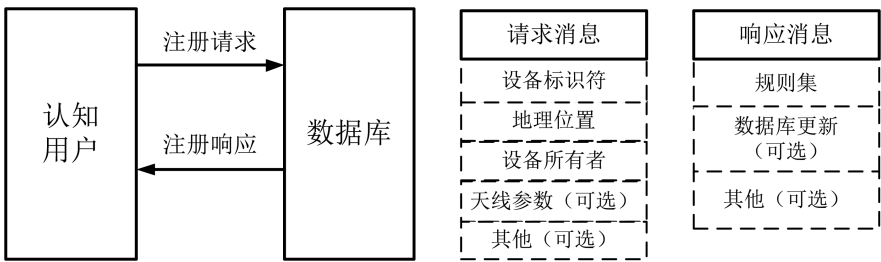 认知
用户
注册请求
注册响应
数据库
请求消息
设备标识符
地理位置
设备所有者
天线参数（可选）
其他（可选）
响应消息
规则集
数据库更新
（可选）
其他（可选）